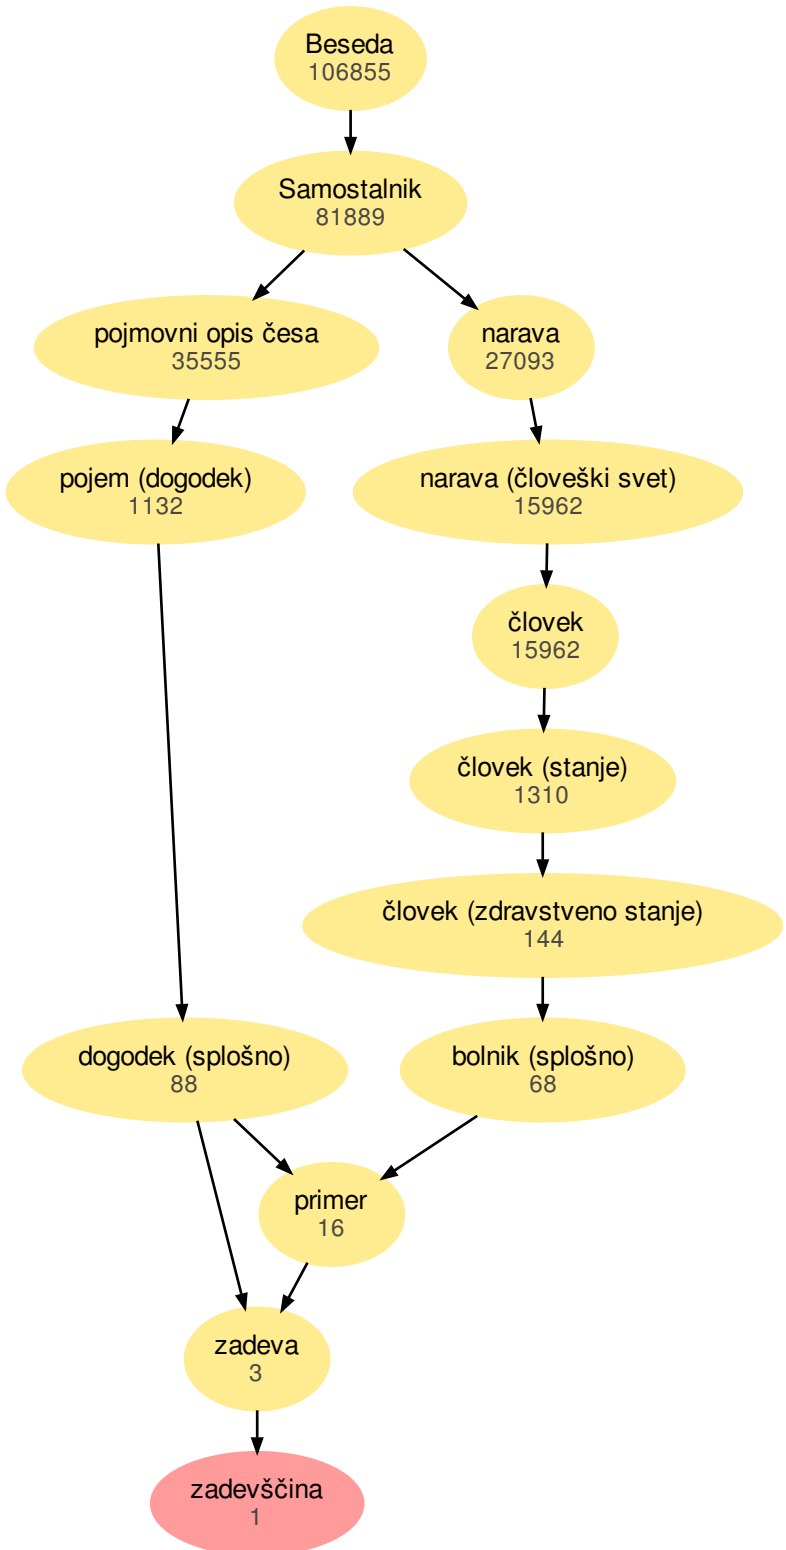 Beseda
106855
Samostalnik
81889
pojmovni opis česa
35555
narava
27093
pojem (dogodek)
1132
narava (človeški svet)
15962
človek
15962
človek (stanje)
1310
človek (zdravstveno stanje)
144
dogodek (splošno)
88
bolnik (splošno)
68
primer
16
zadeva
3
zadevščina
1